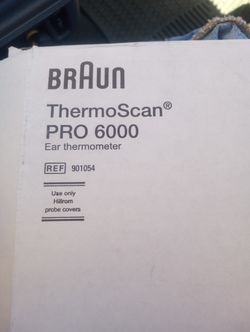 BRAUN
ThermoScan®
PRO 6000
Ear thermometer
REF 901054
Use only
Hillrom
probe covers